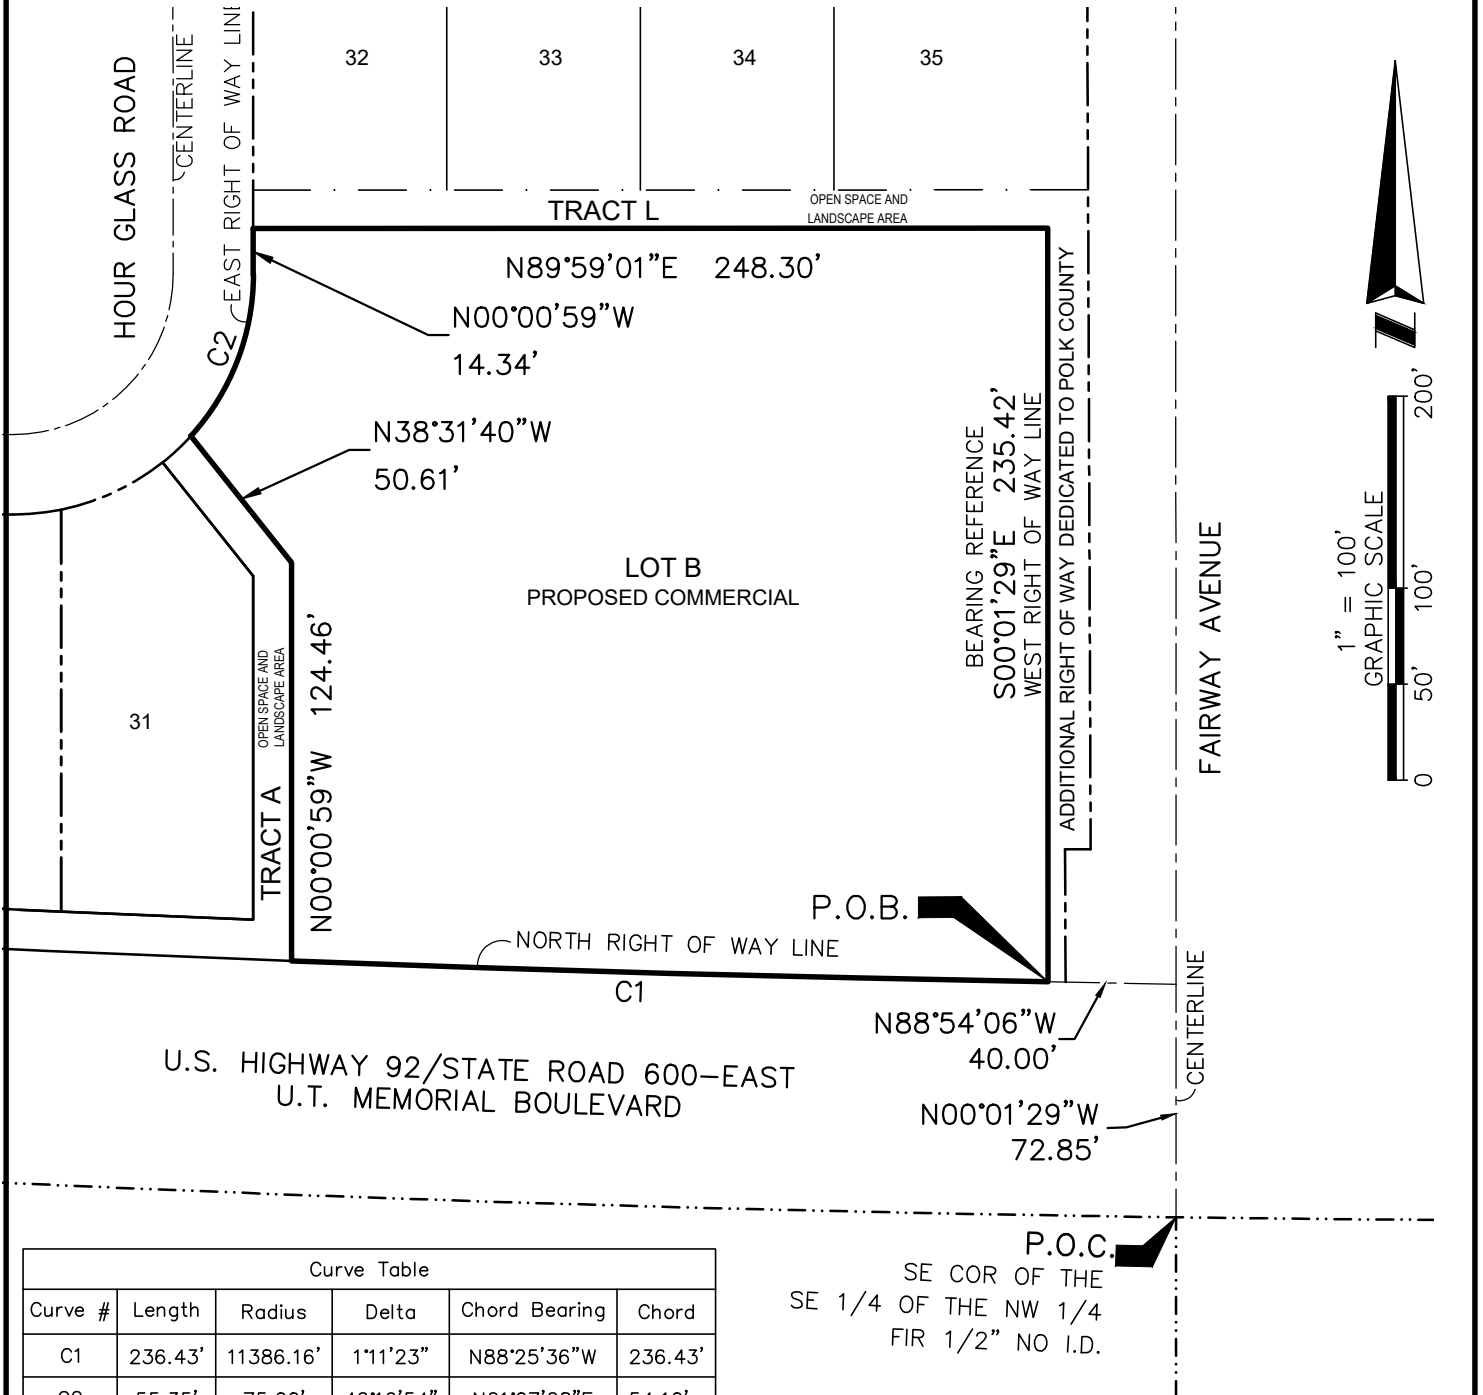 HOUR GLASS ROAD
CENTERLINE
EAST RIGHT OF WAY LINE
32
33
34
35
TRACT L
OPEN SPACE AND
LANDSCAPE AREA
N89°59'01"E 248.30'
N00°00'59"W
14.34'
C2
N38°31'40"W
50.61'
LOT B
PROPOSED COMMERCIAL
BEARING REFERENCE
S00°01'29"E 235.42'
WEST RIGHT OF WAY LINE
ADDITIONAL RIGHT OF WAY DEDICATED TO POLK COUNTY
FAIRWAY AVENUE
N
1" = 100'
GRAPHIC SCALE
0 50' 100' 200'
31
TRACT A
OPEN SPACE AND
LANDSCAPE AREA
N00°00'59"W 124.46'
P.O.B.
NORTH RIGHT OF WAY LINE
C1
N88°54'06"W
40.00'
CENTERLINE
U.S. HIGHWAY 92/STATE ROAD 600-EAST
U.T. MEMORIAL BOULEVARD
N00°01'29"W
72.85'
P.O.C.
SE COR OF THE
SE 1/4 OF THE NW 1/4
FIR 1/2" NO I.D.
Curve Table
Curve # Length Radius Delta Chord Bearing Chord
C1 236.43' 11386.16' 1°11'23" N88°25'36"W 236.43'